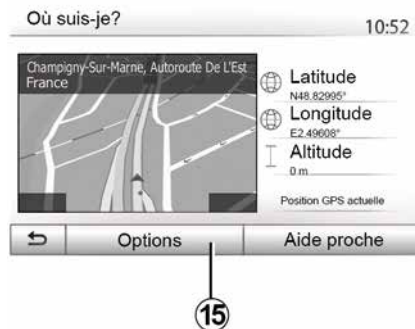 Où suis-je?
10:52
Champigny-Sur-Marne, Autoroute De L'Est
France
Latitude
N48.82995°
Longitude
E2.49608°
Altitude
0 m
Position GPS actuelle
Options
Aide proche
15